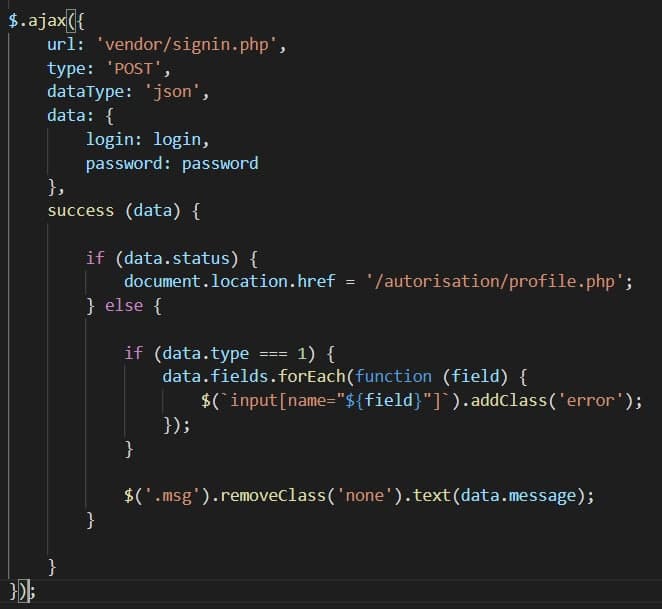 $.ajax({
    url: 'vendor/signin.php',
    type: 'POST',
    dataType: 'json',
    data: {
        login: login,
        password: password
    },
    success (data) {
        if (data.status) {
            document.location.href = '/autorisation/profile.php';
        } else {
            if (data.type === 1) {
                data.fields.forEach(function (field) {
                    $(`input[name="${field}"]`).addClass('error');
                });
            }
            $('.msg').removeClass('none').text(data.message);
        }
    }
});